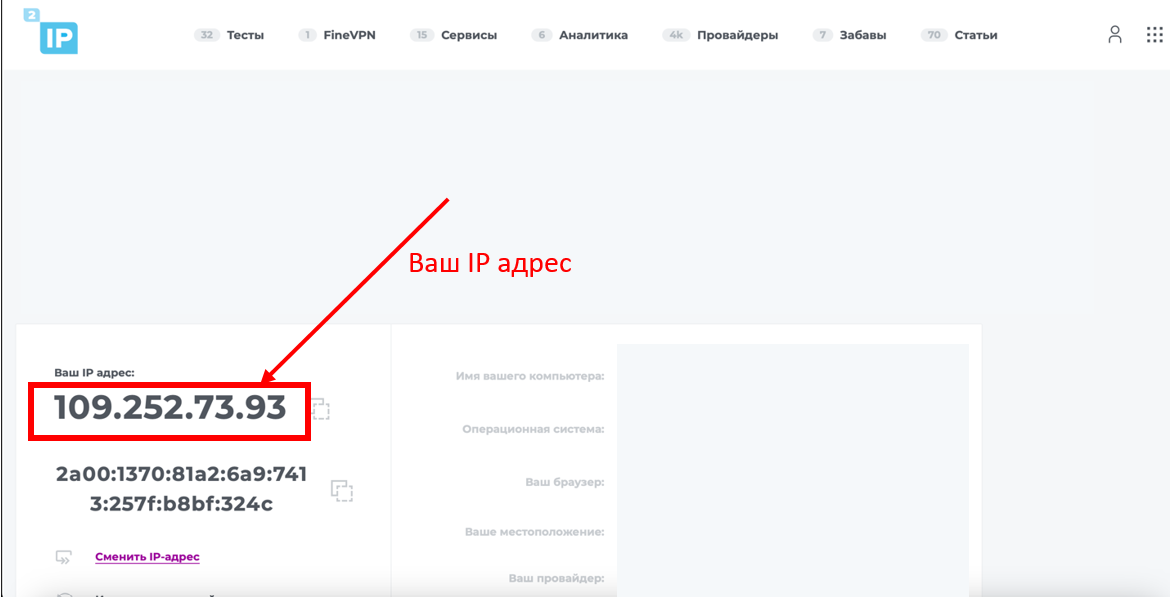 2
IP
32 Тесты 1 FineVPN 15 Сервисы 6 Аналитика 4k Провайдеры 7 Забавы 70 Статьи
Ваш IP адрес
Ваш IP адрес:
109.252.73.93
2a00:1370:81a2:6a9:741
3:257f:b8bf:324c
Сменить IP-адрес
Имя вашего компьютера:
Операционная система:
Ваш браузер:
Ваше местоположение:
Ваш провайдер: